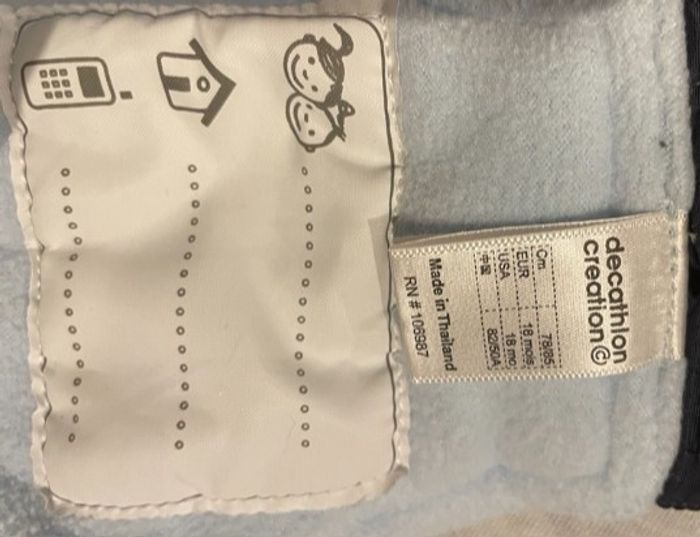 decathlon
creation ©
Cm 78/85
EUR 18 mois
USA 18 mo
中国 82/50A
Made in Thailand
RN # 106987